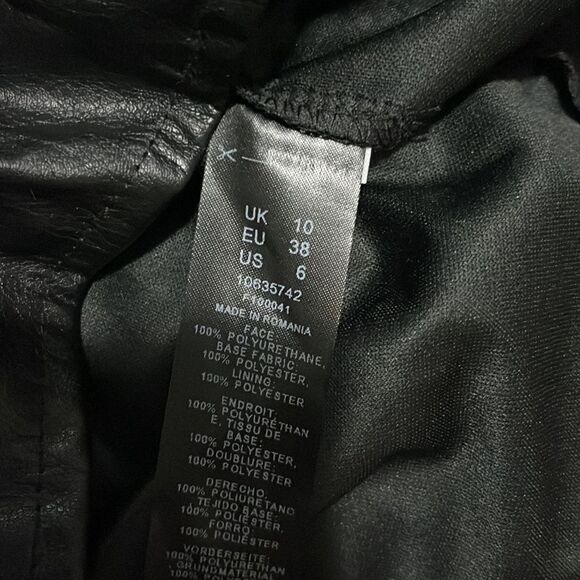 UK 10
EU 38
US 6
10635742
F100041
MADE IN ROMANIA
FACE:
100% POLYURETHANE,
BASE FABRIC:
100% POLYESTER,
LINING:
100% POLYESTER
ENDROIT:
100% POLYURÉTHAN
E, TISSU DE
BASE:
100% POLYESTER,
DOUBLURE:
100% POLYESTER
DERECHO:
100% POLIURETANO
TEJIDO BASE:
100% POLIÉSTER,
FORRO:
100% POLIÉSTER
VORDERSEITE:
100% POLYURETHAN
,GRUNDMATERIAL